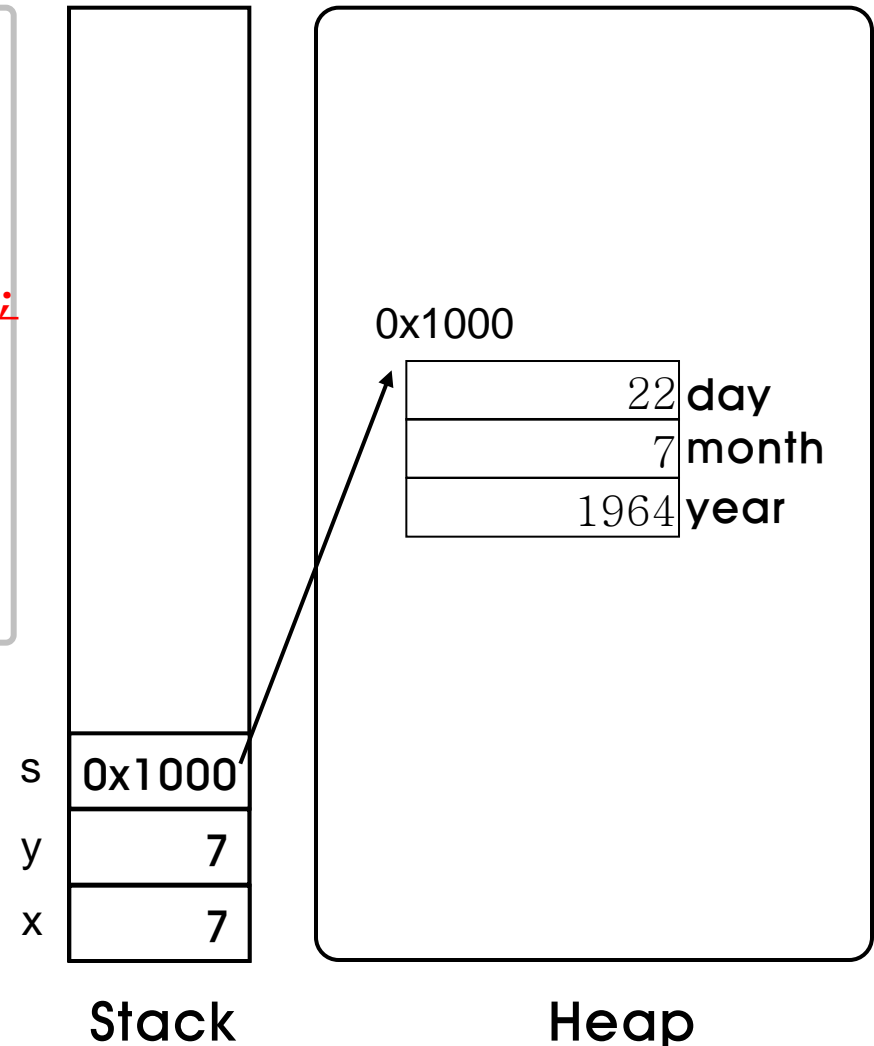 ;
0x1000
22 day
7 month
1964 year
s 0x1000
y 7
x 7
Stack Heap